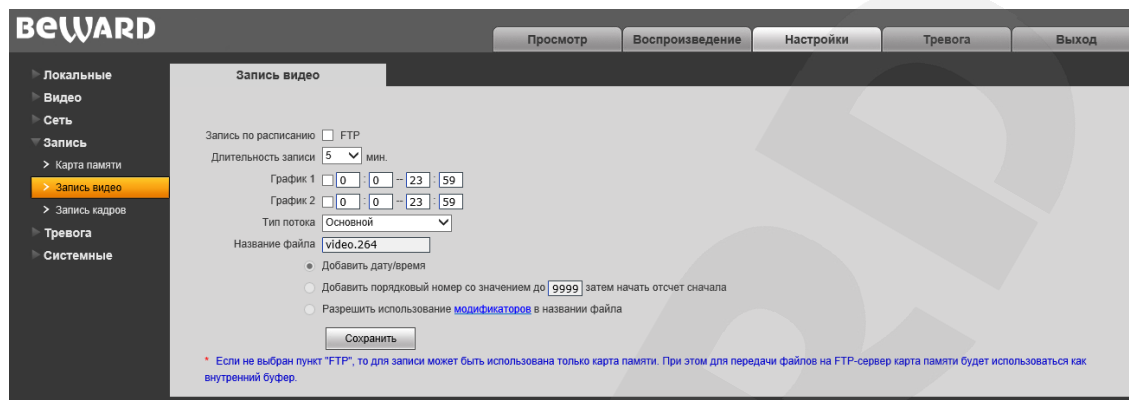 BEWARD
Просмотр Воспроизведение Настройки Тревога Выход
Локальные
Видео
Сеть
Запись
Карта памяти
Запись видео
Запись кадров
Тревога
Системные
Запись видео
Запись по расписанию FTP
Длительность записи 5 мин.
График 1 0 : 0 -- 23 : 59
График 2 0 : 0 -- 23 : 59
Тип потока Основной
Название файла video.264
Добавить дату/время
Добавить порядковый номер со значением до 9999 затем начать отсчет сначала
Разрешить использование модификаторов в названии файла
Сохранить
* Если не выбран пункт "FTP", то для записи может быть использована только карта памяти. При этом для передачи файлов на FTP-сервер карта памяти будет использоваться как
внутренний буфер.